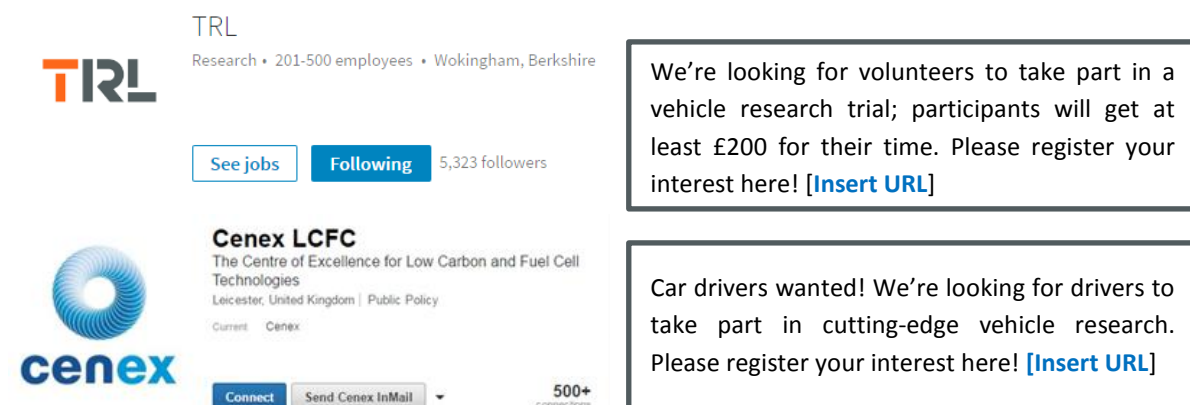 TRL
TRL
Research • 201-500 employees • Wokingham, Berkshire
See jobs
Following
5,323 followers
We’re looking for volunteers to take part in a
vehicle research trial; participants will get at
least £200 for their time. Please register your
interest here! [Insert URL]
cenex
Cenex LCFC
The Centre of Excellence for Low Carbon and Fuel Cell
Technologies
Leicester, United Kingdom | Public Policy
Current Cenex
Connect
Send Cenex InMail
500+
connections
Car drivers wanted! We’re looking for drivers to
take part in cutting-edge vehicle research.
Please register your interest here! [Insert URL]